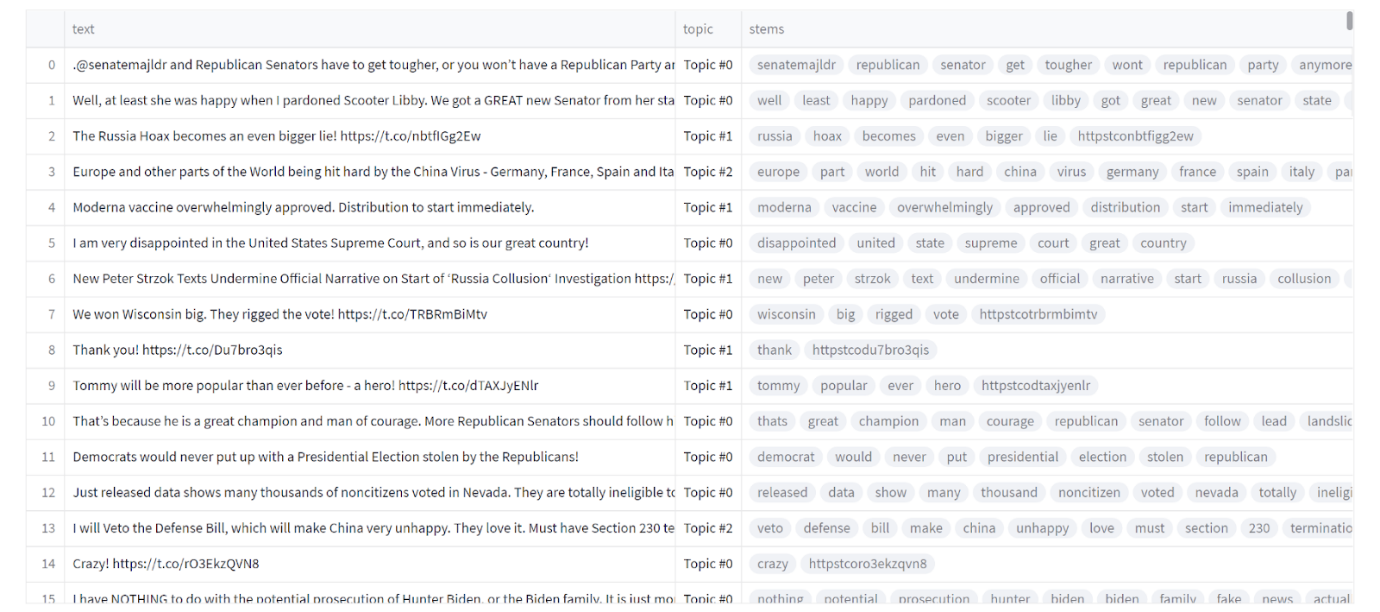 text topic stems
0 .@senatemajldr and Republican Senators have to get tougher, or you won't have a Republican Party ar Topic #0 senatemajldr republican senator get tougher wont republican party anymore
1 Well, at least she was happy when I pardoned Scooter Libby. We got a GREAT new Senator from her sta Topic #0 well least happy pardoned scooter libby got great new senator state
2 The Russia Hoax becomes an even bigger lie! https://t.co/nbtfIGg2Ew Topic #1 russia hoax becomes even bigger lie httpstconbtfigg2ew
3 Europe and other parts of the World being hit hard by the China Virus - Germany, France, Spain and Ita Topic #2 europe part world hit hard china virus germany france spain italy pa
4 Moderna vaccine overwhelmingly approved. Distribution to start immediately. Topic #1 moderna vaccine overwhelmingly approved distribution start immediately
5 I am very disappointed in the United States Supreme Court, and so is our great country! Topic #0 disappointed united state supreme court great country
6 New Peter Strzok Texts Undermine Official Narrative on Start of ‘Russia Collusion‘ Investigation https:/ Topic #1 new peter strzok text undermine official narrative start russia collusion
7 We won Wisconsin big. They rigged the vote! https://t.co/TRBRmBiMtv Topic #0 wisconsin big rigged vote httpstcotrbrmbimtv
8 Thank you! https://t.co/Du7bro3qis Topic #1 thank httpstcodu7bro3qis
9 Tommy will be more popular than ever before - a hero! https://t.co/dTAXJyENlr Topic #1 tommy popular ever hero httpstcodtaxjyenlr
10 That's because he is a great champion and man of courage. More Republican Senators should follow h Topic #0 thats great champion man courage republican senator follow lead landslid
11 Democrats would never put up with a Presidential Election stolen by the Republicans! Topic #0 democrat would never put presidential election stolen republican
12 Just released data shows many thousands of noncitizens voted in Nevada. They are totally ineligible to Topic #0 released data show many thousand noncitizen voted nevada totally ineligi
13 I will Veto the Defense Bill, which will make China very unhappy. They love it. Must have Section 230 te Topic #2 veto defense bill make china unhappy love must section 230 terminatio
14 Crazy! https://t.co/rO3EkzQVN8 Topic #0 crazy httpstcoro3ekzqvn8
15 I have NOTHING to do with the potential prosecution of Hunter Biden, or the Biden family. It is just mo Topic #0 nothing potential prosecution hunter biden biden family fake news actual